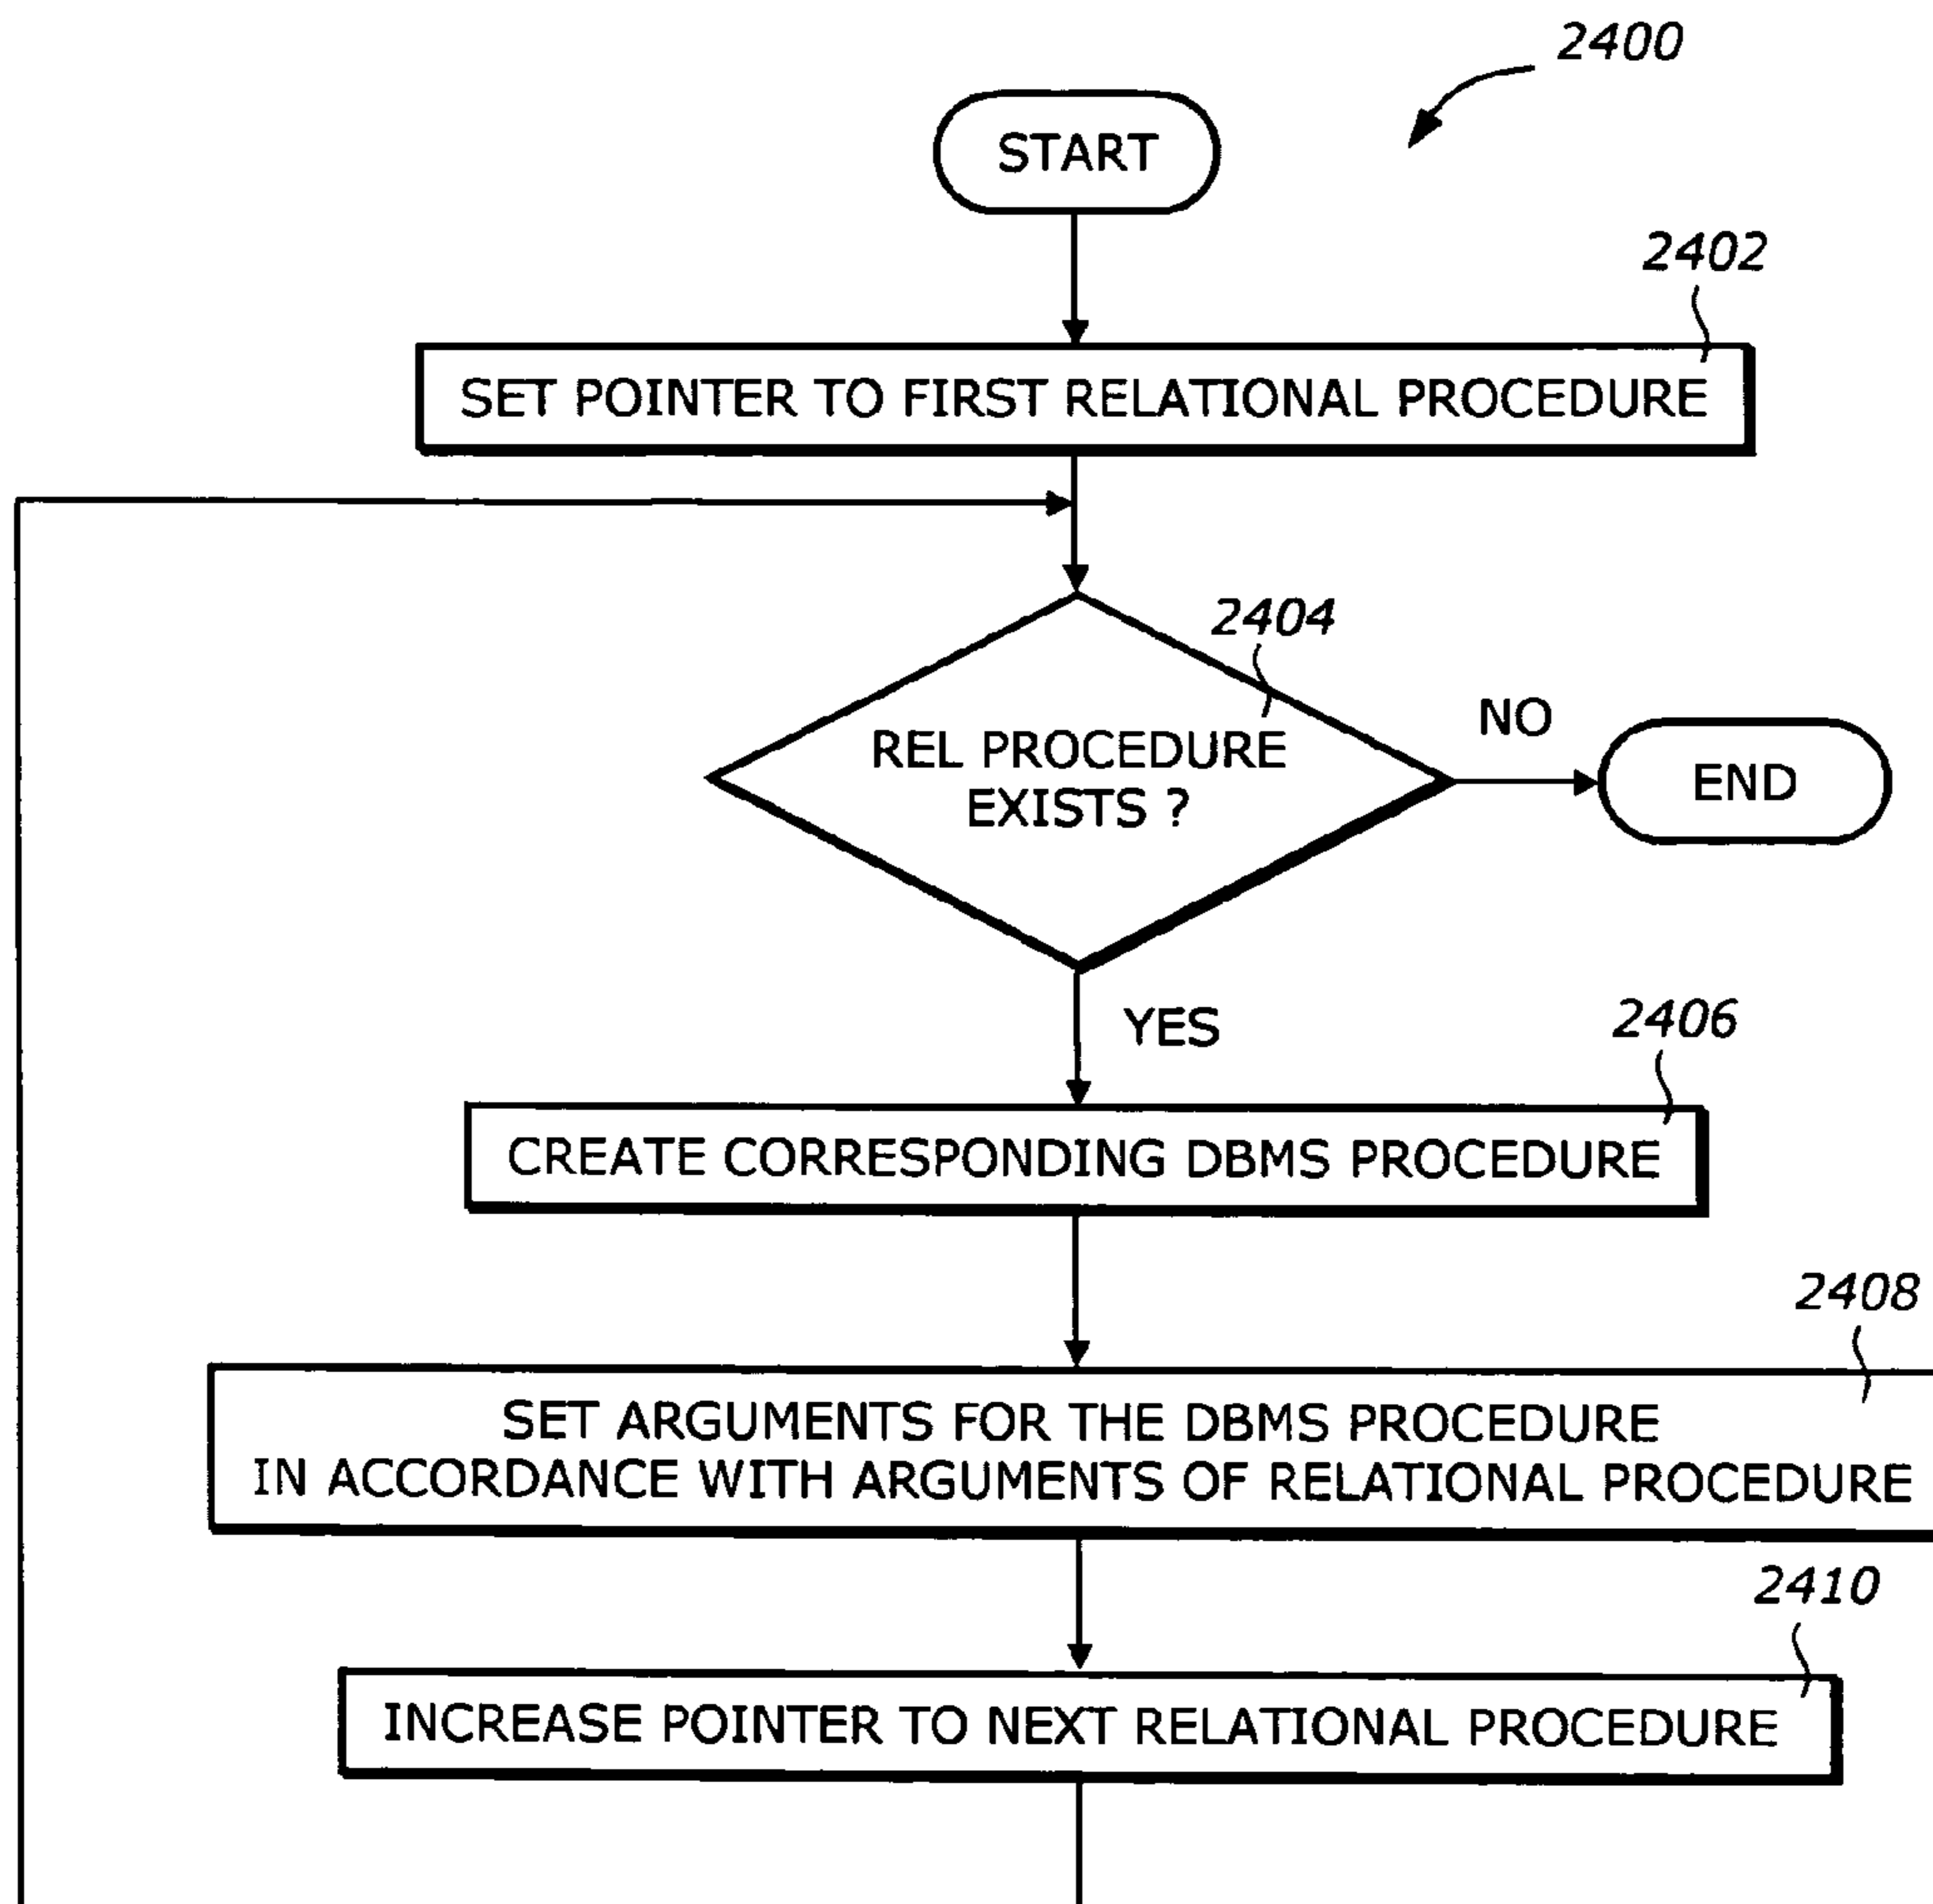 2400
START
2402
SET POINTER TO FIRST RELATIONAL PROCEDURE
2404
REL PROCEDURE
EXISTS ?
NO
END
YES
2406
CREATE CORRESPONDING DBMS PROCEDURE
2408
SET ARGUMENTS FOR THE DBMS PROCEDURE
IN ACCORDANCE WITH ARGUMENTS OF RELATIONAL PROCEDURE
2410
INCREASE POINTER TO NEXT RELATIONAL PROCEDURE